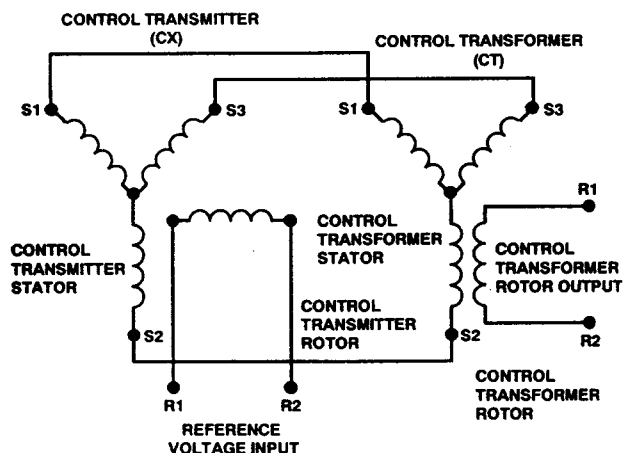 CONTROL TRANSMITTER
(CX)
CONTROL TRANSFORMER
(CT)
S1
S3
S1
S3
R1
CONTROL
TRANSMITTER
STATOR
CONTROL
TRANSFORMER
STATOR
CONTROL
TRANSFORMER
ROTOR OUTPUT
CONTROL
TRANSMITTER
ROTOR
S2
S2
R2
R1
R2
CONTROL
TRANSFORMER
ROTOR
REFERENCE
VOLTAGE INPUT